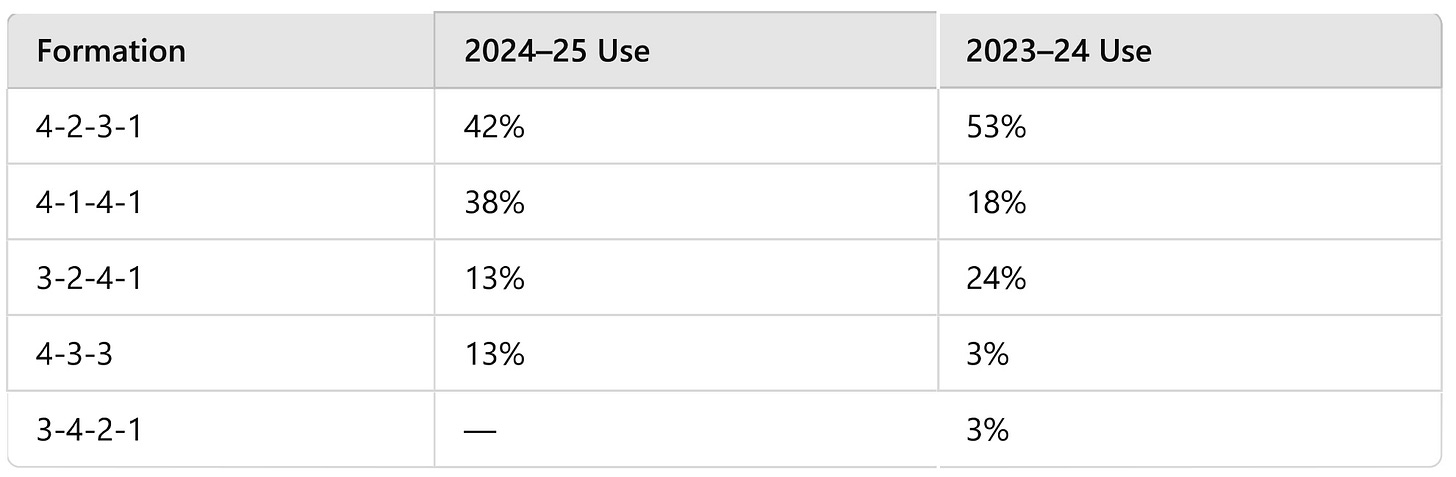 Formation 2024–25 Use 2023–24 Use
4-2-3-1 42% 53%
4-1-4-1 38% 18%
3-2-4-1 13% 24%
4-3-3 13% 3%
3-4-2-1 — 3%